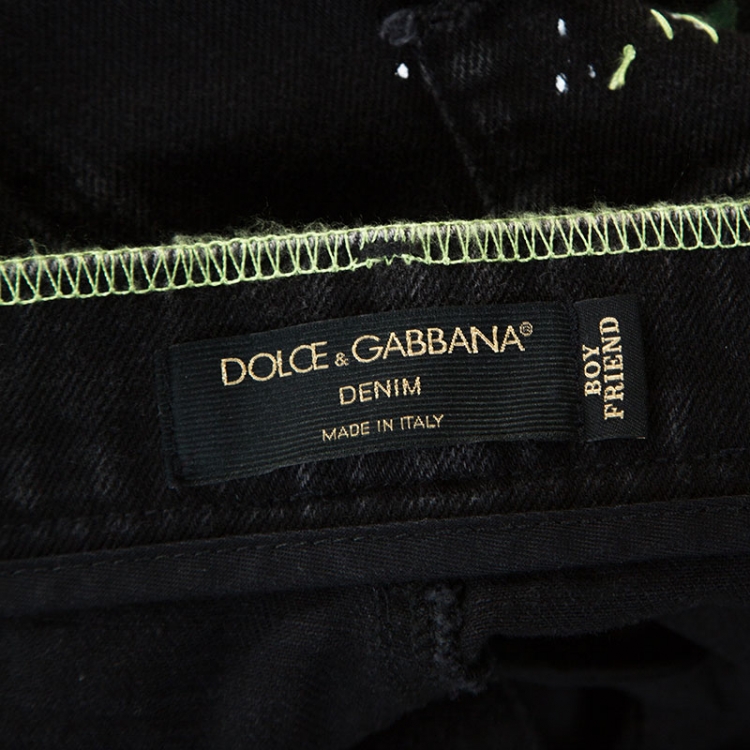 DOLCE & GABBANA®
DENIM
MADE IN ITALY
BOY
FRIEND